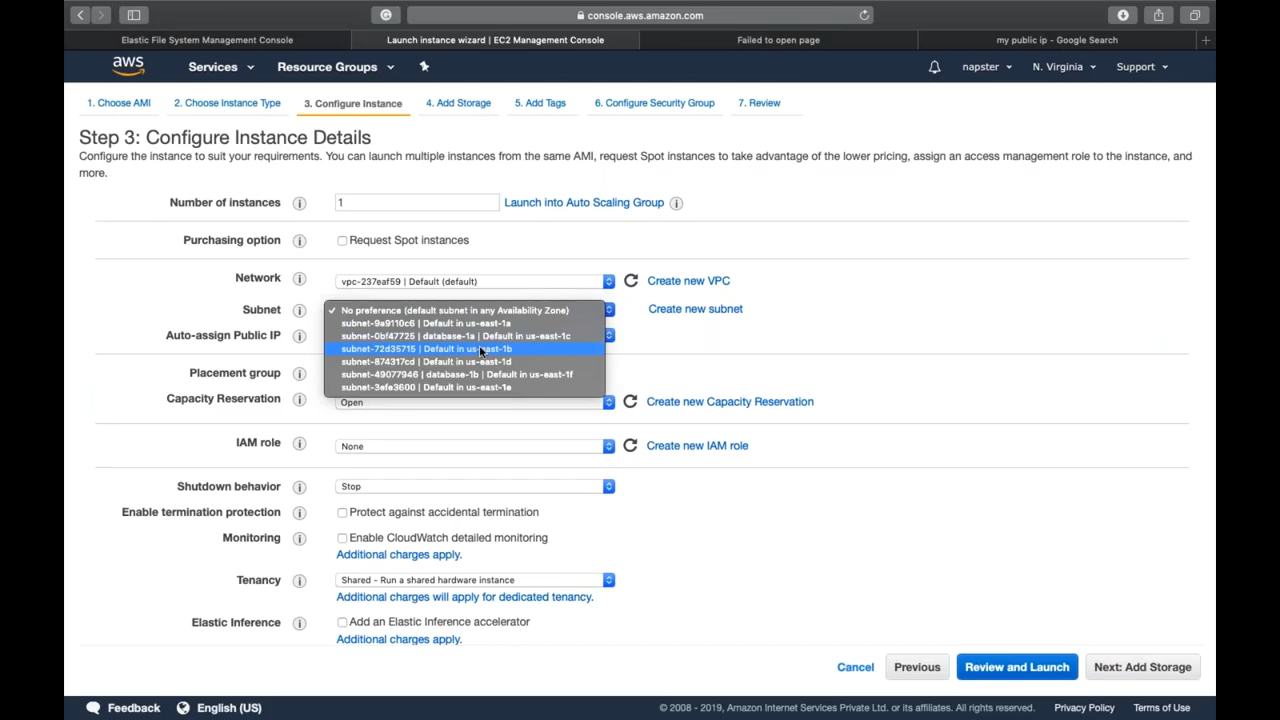 console.aws.amazon.com
Elastic File System Management Console
Launch instance wizard | EC2 Management Console
Failed to open page
my public ip - Google Search
aws
Services
Resource Groups
napster
N. Virginia
Support
1. Choose AMI
2. Choose Instance Type
3. Configure Instance
4. Add Storage
5. Add Tags
6. Configure Security Group
7. Review
Step 3: Configure Instance Details
Configure the instance to suit your requirements. You can launch multiple instances from the same AMI, request Spot instances to take advantage of the lower pricing, assign an access management role to the instance, and
more.
Number of instances
1
Launch into Auto Scaling Group
Purchasing option
Request Spot instances
Network
vpc-237eaf59 | Default (default)
Create new VPC
Subnet
✓ No preference (default subnet in any Availability Zone)
Create new subnet
subnet-9a9110c6 | Default in us-east-1a
Auto-assign Public IP
subnet-0bf47725 | database-1a | Default in us-east-1c
subnet-72d35715 | Default in us-east-1b
subnet-874317cd | Default in us-east-1d
Placement group
subnet-49077946 | database-1b | Default in us-east-1f
subnet-3efe3600 | Default in us-east-1e
Capacity Reservation
Open
Create new Capacity Reservation
IAM role
None
Create new IAM role
Shutdown behavior
Stop
Enable termination protection
Protect against accidental termination
Monitoring
Enable CloudWatch detailed monitoring
Additional charges apply.
Tenancy
Shared - Run a shared hardware instance
Additional charges will apply for dedicated tenancy.
Elastic Inference
Add an Elastic Inference accelerator
Additional charges apply.
Cancel
Previous
Review and Launch
Next: Add Storage
Feedback
English (US)
© 2008 - 2019, Amazon Internet Services Private Ltd. or its affiliates. All rights reserved.
Privacy Policy
Terms of Use